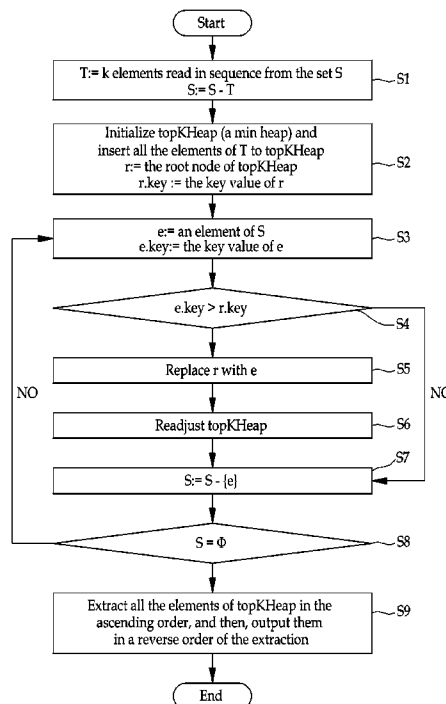 Start
T:= k elements read in sequence from the set S
S:= S - T
S1
Initialize topKHeap (a min heap) and
insert all the elements of T to topKHeap
r:= the root node of topKHeap
r.key := the key value of r
S2
e:= an element of S
e.key:= the key value of e
S3
e.key > r.key
S4
Replace r with e
S5
NO
NO
Readjust topKHeap
S6
S:= S - {e}
S7
S = Φ
S8
Extract all the elements of topKHeap in the
ascending order, and then, output them
in a reverse order of the extraction
S9
End